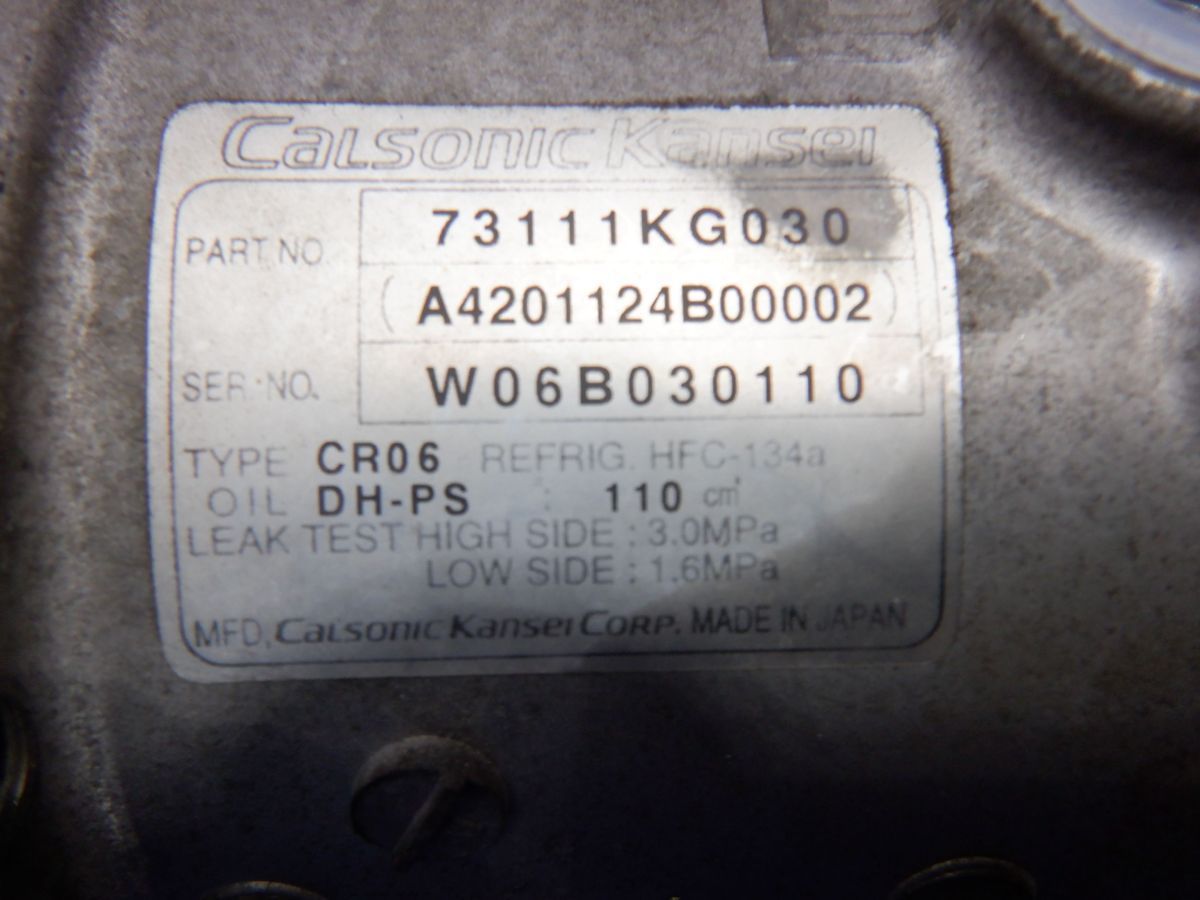 Calsonic Kansei
PART NO. 73111KG030
(A4201124B00002)
SER. NO. W06B030110
TYPE CR06 REFRIG. HFC-134a
OIL DH-PS : 110 cm³
LEAK TEST HIGH SIDE : 3.0MPa
LOW SIDE : 1.6MPa
MFD. Calsonic Kansei Corp. MADE IN JAPAN